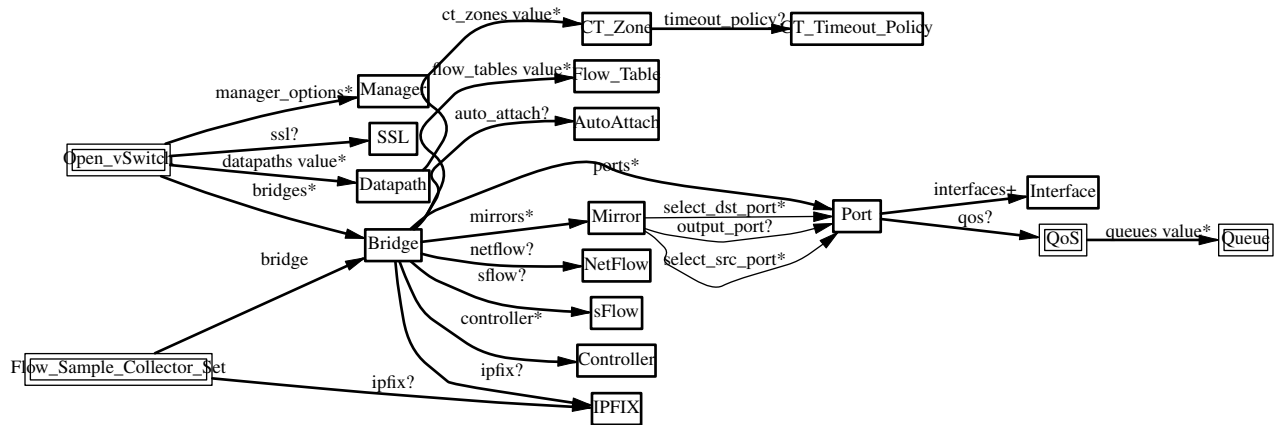 ct_zones value*
CT_Zone
timeout_policy?
CT_Timeout_Policy
flow_tables value*
Flow_Table
manager_options*
Manager
auto_attach?
AutoAttach
ssl?
SSL
Open_vSwitch
datapaths value*
Datapath
bridges*
ports*
interfaces+
Interface
mirrors*
Mirror
select_dst_port*
Port
output_port?
qos?
QoS
queues value*
Queue
Bridge
netflow?
NetFlow
select_src_port*
bridge
sflow?
sFlow
controller*
Controller
Flow_Sample_Collector_Set
ipfix?
ipfix?
IPFIX